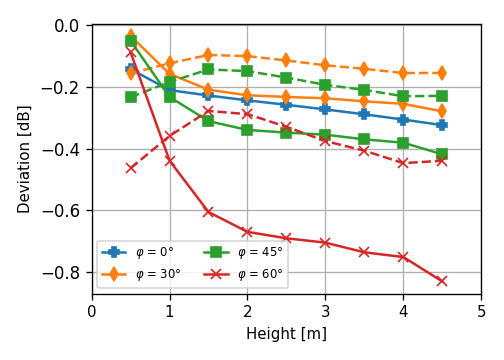 0.0
−0.2
−0.4
−0.6
−0.8
Deviation [dB]
φ = 0°
φ = 30°
φ = 45°
φ = 60°
0 1 2 3 4 5
Height [m]